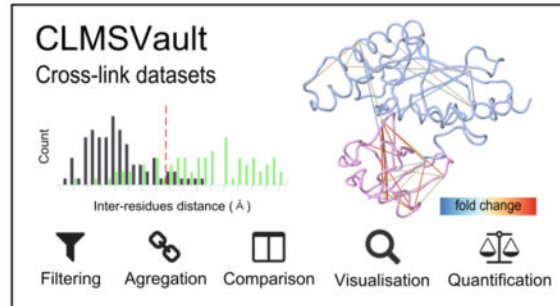 CLMSVault
Cross-link datasets
Count
Inter-residues distance (Å)
fold change
Filtering
Agregation
Comparison
Visualisation
Quantification